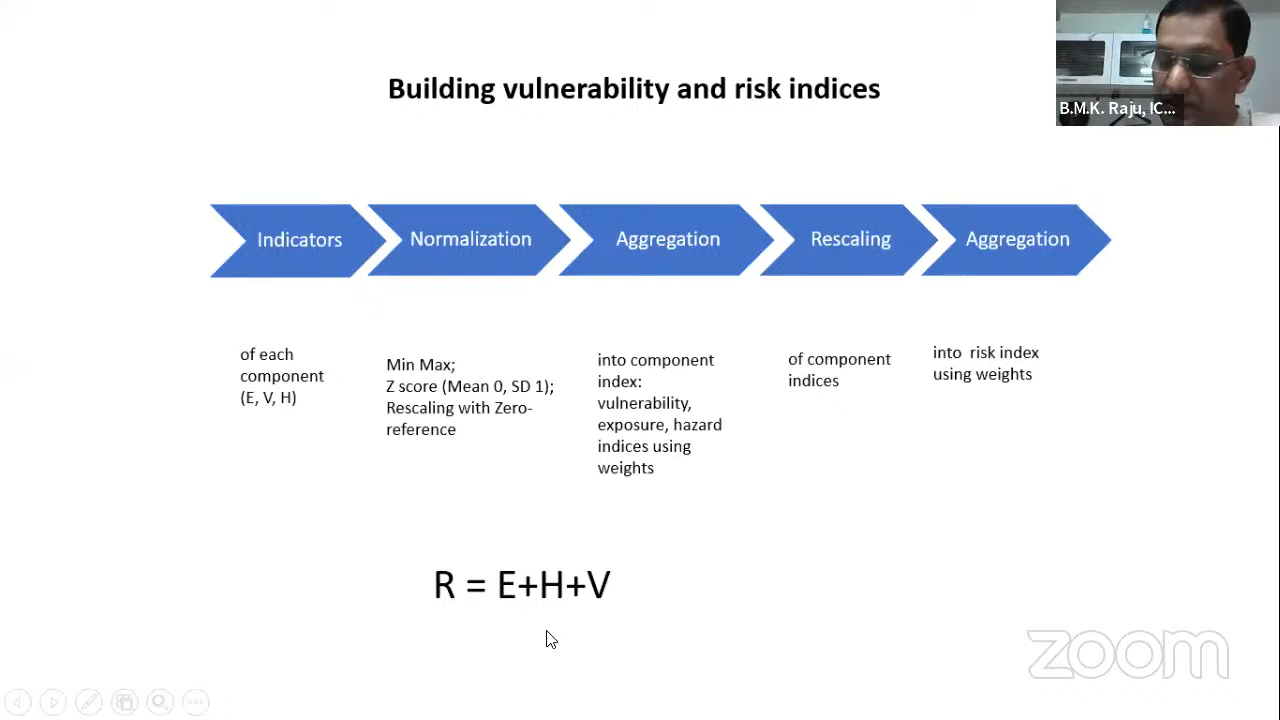 Building vulnerability and risk indices
B.M.K. Raju, IC...
Indicators
Normalization
Aggregation
Rescaling
Aggregation
of each
component
(E, V, H)
Min Max;
Z score (Mean 0, SD 1);
Rescaling with Zero-
reference
into component
index:
vulnerability,
exposure, hazard
indices using
weights
of component
indices
into risk index
using weights
R = E+H+V
zoom